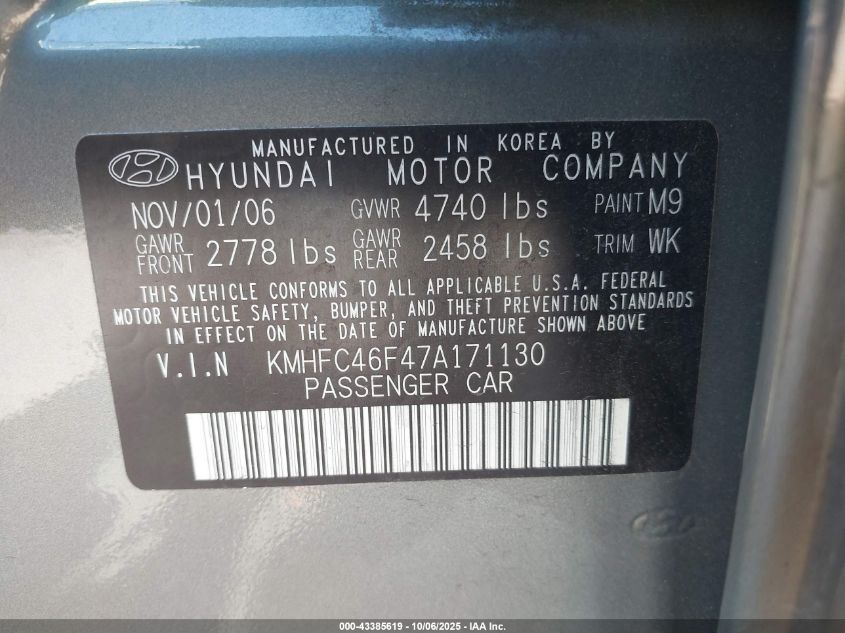 MANUFACTURED IN KOREA BY
HYUNDAI MOTOR COMPANY
NOV/01/06 GVWR 4740 lbs PAINT M9
GAWR FRONT 2778 lbs GAWR REAR 2458 lbs TRIM WK
THIS VEHICLE CONFORMS TO ALL APPLICABLE U.S.A. FEDERAL
MOTOR VEHICLE SAFETY, BUMPER, AND THEFT PREVENTION STANDARDS
IN EFFECT ON THE DATE OF MANUFACTURE SHOWN ABOVE.
V.I.N KMHFC46F47A171130
PASSENGER CAR
000-43385619 - 10/06/2025 - IAA Inc.